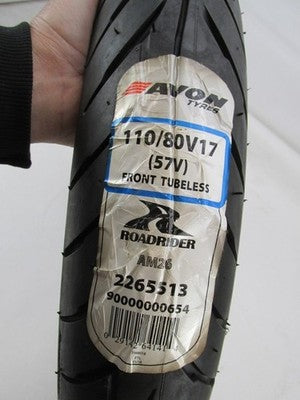 AVON
TYRES
110/80V17
(57V)
FRONT TUBELESS
ROADRIDER
AM26
2265513
90000000654